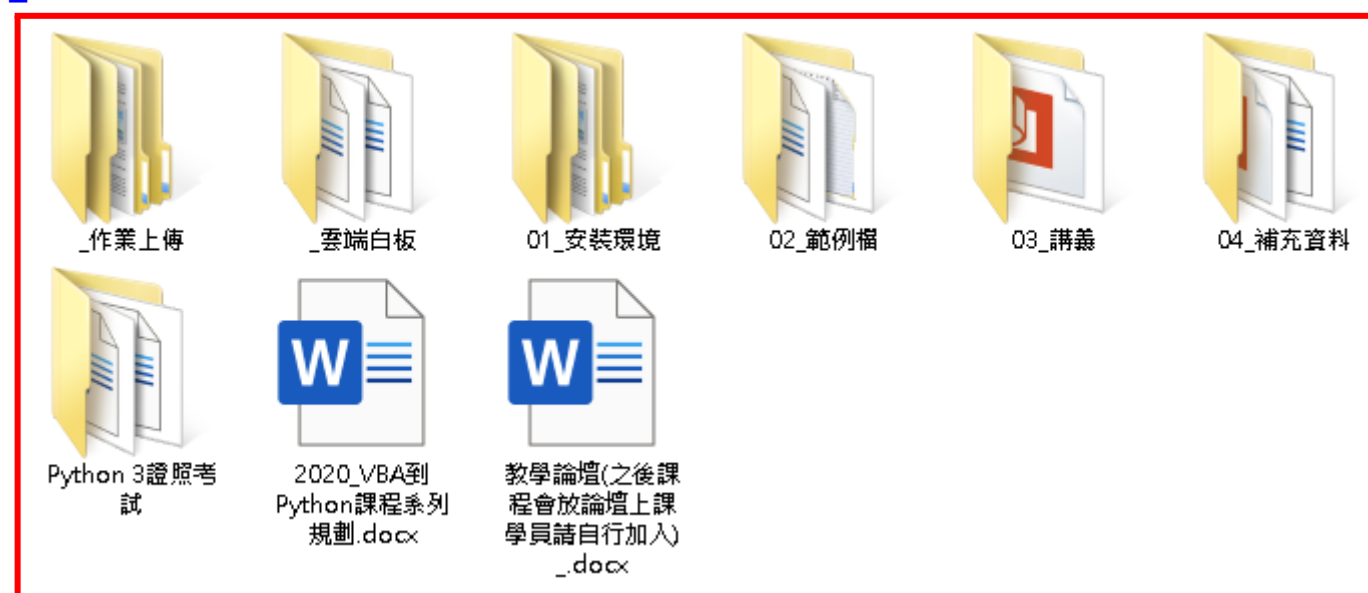 _作業上傳
_雲端白板
01_安裝環境
02_範例檔
03_講義
04_補充資料
Python 3證照考
試
2020_VBA到
Python課程系列
規劃.docx
教學論壇(之後課
程會放論壇上課
學員請自行加入)
_.docx